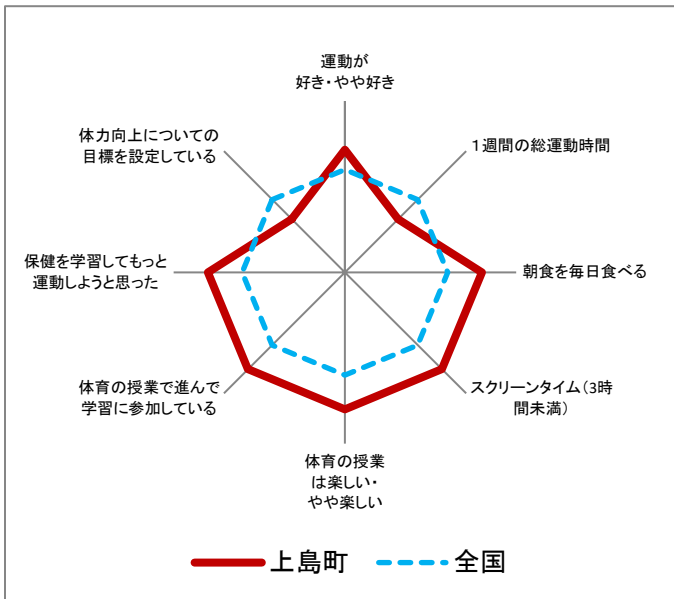 運動が
好き・やや好き
1週間の総運動時間
朝食を毎日食べる
スクリーンタイム(3時
間未満)
体育の授業
は楽しい・
やや楽しい
体育の授業で進んで
学習に参加している
保健を学習してもっと
運動しようと思った
体力向上についての
目標を設定している
上島町
全国